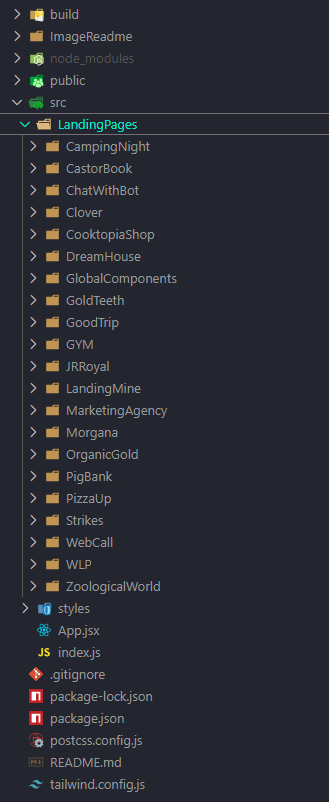 build
ImageReadme
node_modules
public
src
LandingPages
CampingNight
CastorBook
ChatWithBot
Clover
CooktopiaShop
DreamHouse
GlobalComponents
GoldTeeth
GoodTrip
GYM
JRRoyal
LandingMine
MarketingAgency
Morgana
OrganicGold
PigBank
PizzaUp
Strikes
WebCall
WLP
ZoologicalWorld
styles
App.jsx
JS index.js
.gitignore
package-lock.json
package.json
postcss.config.js
README.md
tailwind.config.js